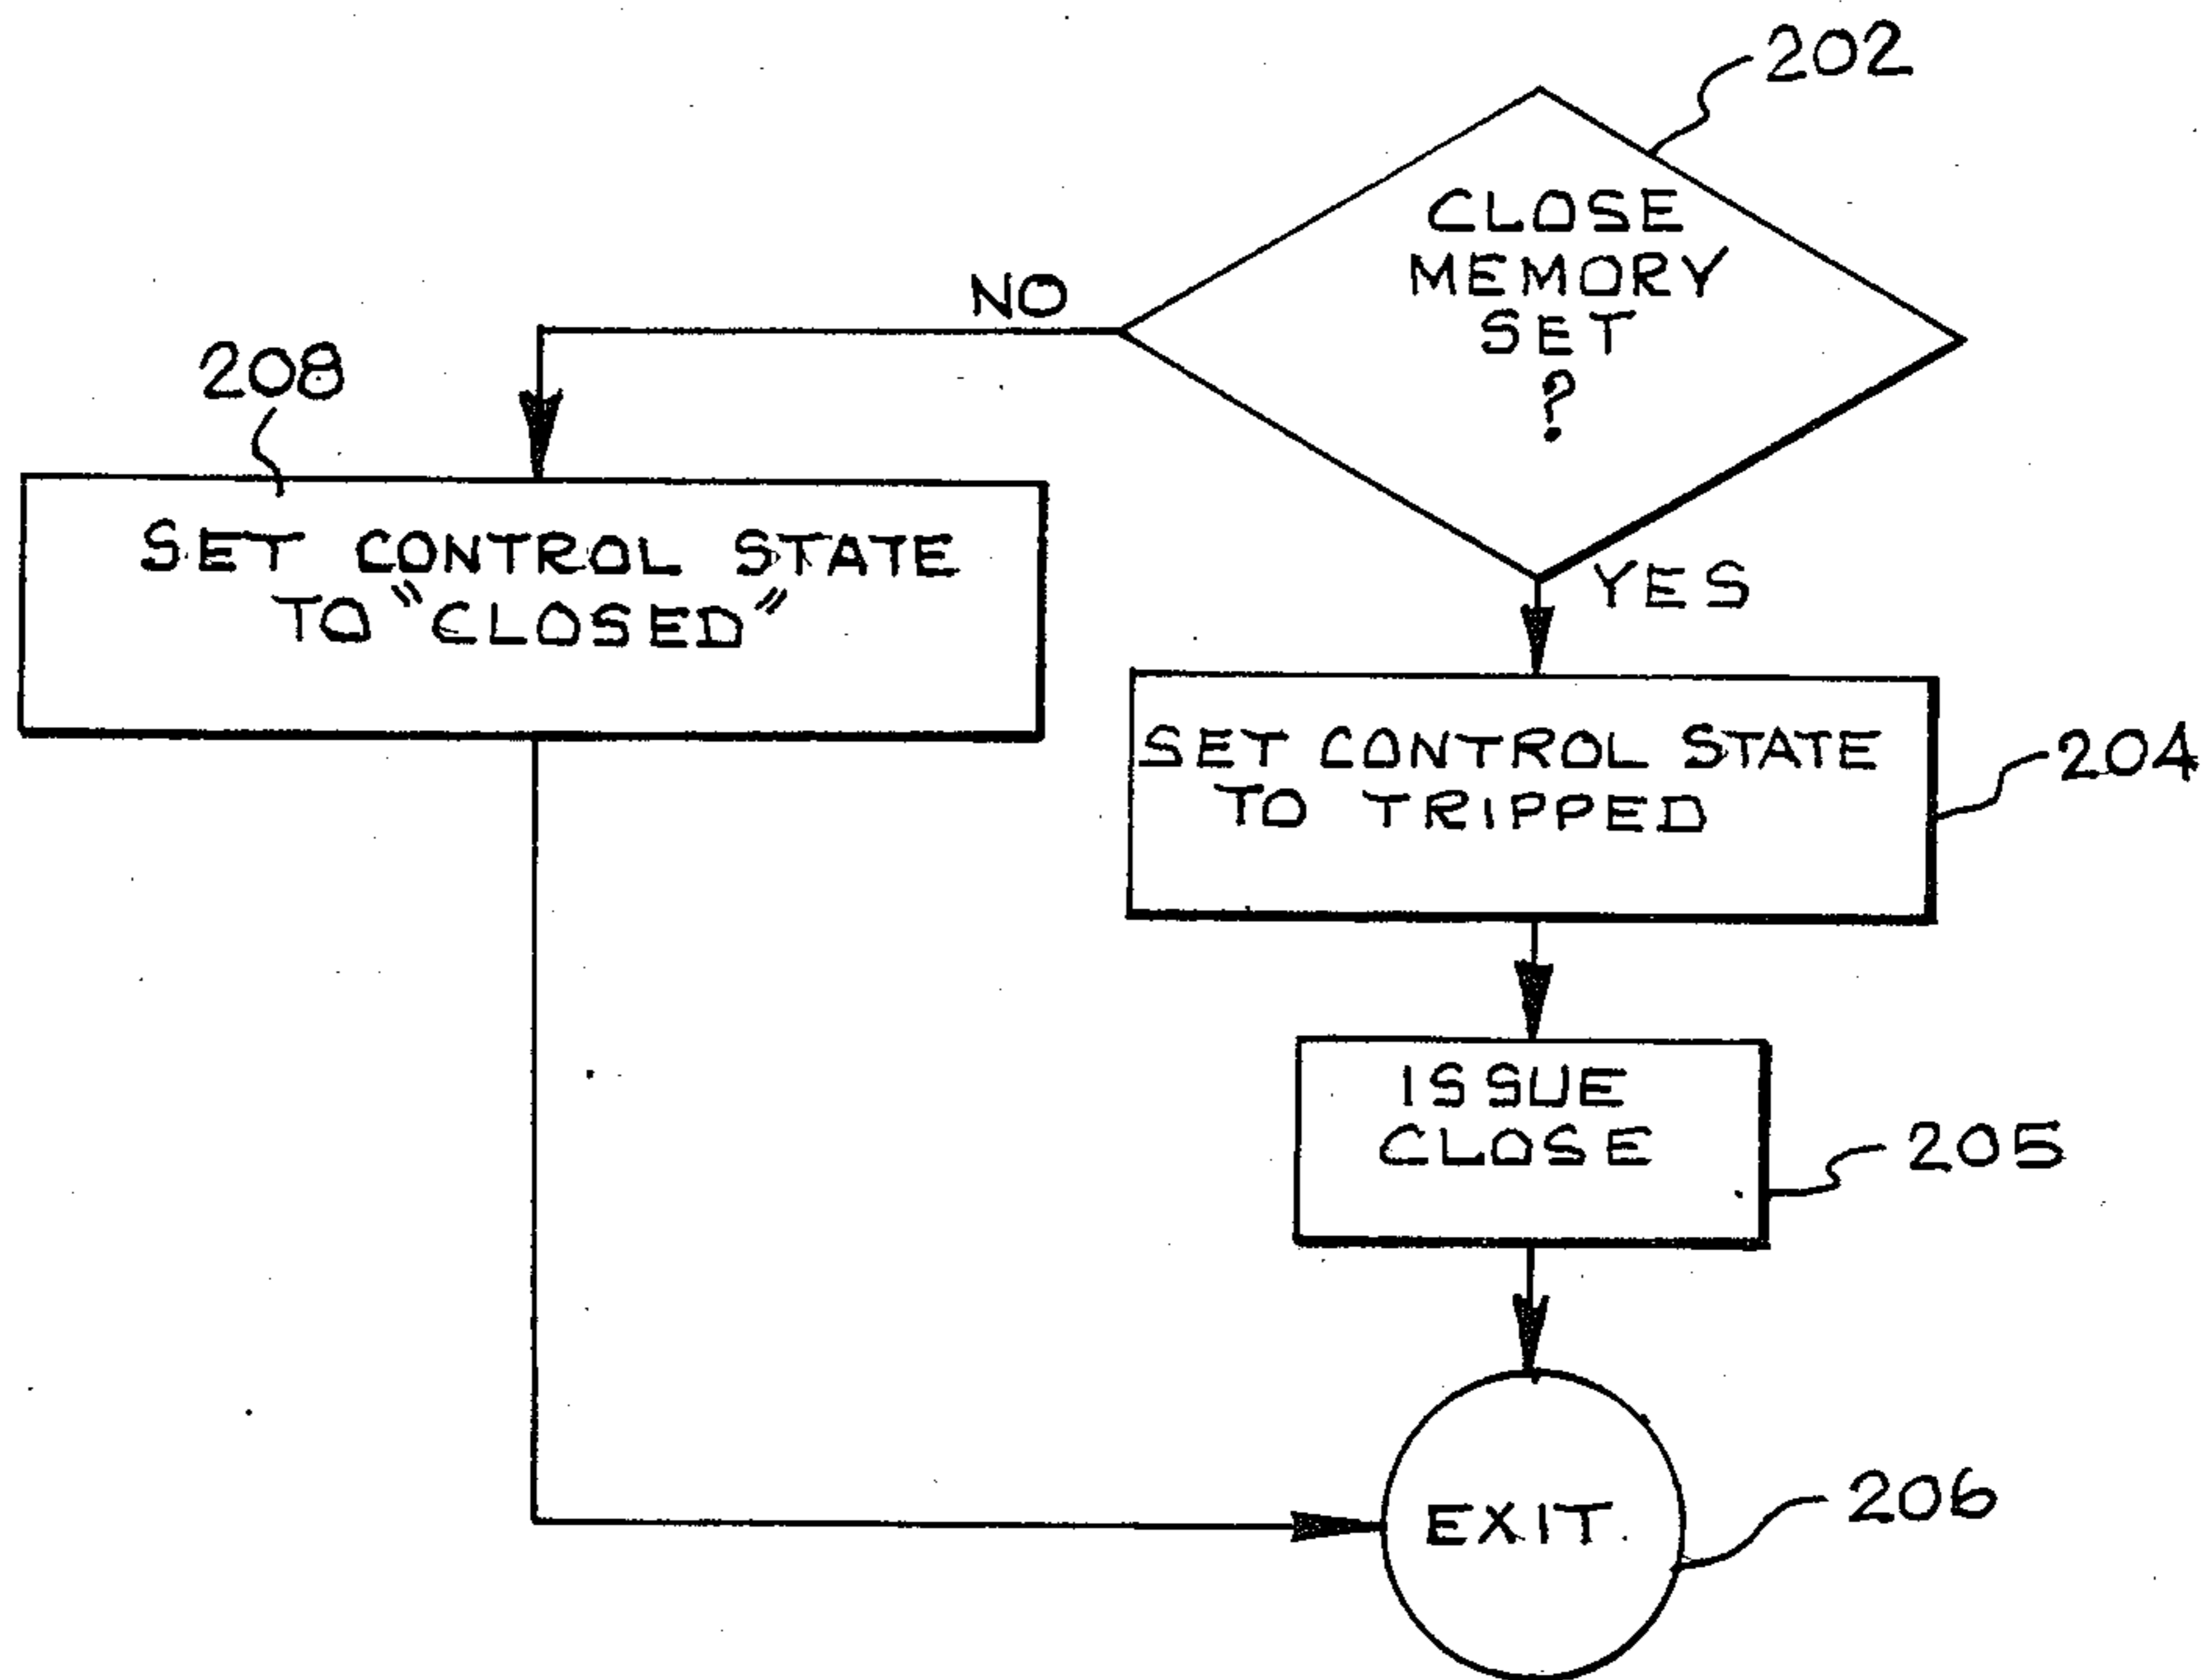 202
CLOSE
MEMORY
SET
?
NO
208
YES
SET CONTROL STATE
TO "CLOSED"
SET CONTROL STATE
TO TRIPPED
204
ISSUE
CLOSE
205
EXIT.
206